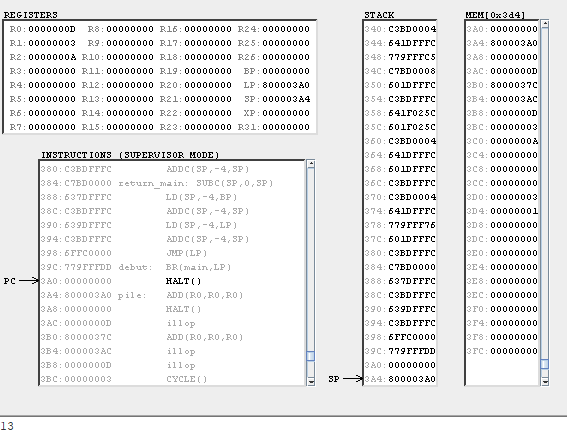 REGISTERS
R0:0000000D R8:00000000 R16:00000000 R24:00000000
R1:00000003 R9:00000000 R17:00000000 R25:00000000
R2:0000000A R10:00000000 R18:00000000 R26:00000000
R3:00000000 R11:00000000 R19:00000000 BP:00000000
R4:00000000 R12:00000000 R20:00000000 LP:800003A0
R5:00000000 R13:00000000 R21:00000000 SP:000003A4
R6:00000000 R14:00000000 R22:00000000 XP:00000000
R7:00000000 R15:00000000 R23:00000000 R31:00000000
INSTRUCTIONS (SUPERVISOR MODE)
380:C3BDFFFC ADDC(SP,-4,SP)
384:C7BD0000 return_main: SUBC(SP,0,SP)
388:637DFFFC LD(SP,-4,BP)
38C:C3BDFFFC ADDC(SP,-4,SP)
390:639DFFFC LD(SP,-4,LP)
394:C3BDFFFC ADDC(SP,-4,SP)
398:6FFC0000 JMP(LP)
39C:779FFFDD debut: BR(main,LP)
PC
3A0:00000000 HALT()
3A4:800003A0 pile: ADD(R0,R0,R0)
3A8:00000000 HALT()
3AC:0000000D illop
3B0:8000037C ADD(R0,R0,R0)
3B4:000003AC illop
3B8:0000000D illop
3BC:00000003 CYCLE()
STACK
340:C3BD0004
344:641DFFFC
348:779FFFC5
34C:C7BD0008
350:601DFFFC
354:C3BDFFFC
358:641F025C
35C:601F025C
360:C3BD0004
364:641DFFFC
368:601DFFFC
36C:C3BDFFFC
370:C3BD0004
374:641DFFFC
378:779FFF76
37C:601DFFFC
380:C3BDFFFC
384:C7BD0000
388:637DFFFC
38C:C3BDFFFC
390:639DFFFC
394:C3BDFFFC
398:6FFC0000
39C:779FFFDD
3A0:00000000
SP
3A4:800003A0
MEM[0x3d4]
3A0:00000000
3A4:800003A0
3A8:00000000
3AC:0000000D
3B0:8000037C
3B4:000003AC
3B8:0000000D
3BC:00000003
3C0:0000000A
3C4:00000000
3C8:00000000
3CC:00000000
3D0:00000003
3D4:00000001
3D8:00000000
3DC:00000000
3E0:00000000
3E4:00000000
3E8:00000000
3EC:00000000
3F0:00000000
3F4:00000000
3F8:00000000
3FC:00000000
13